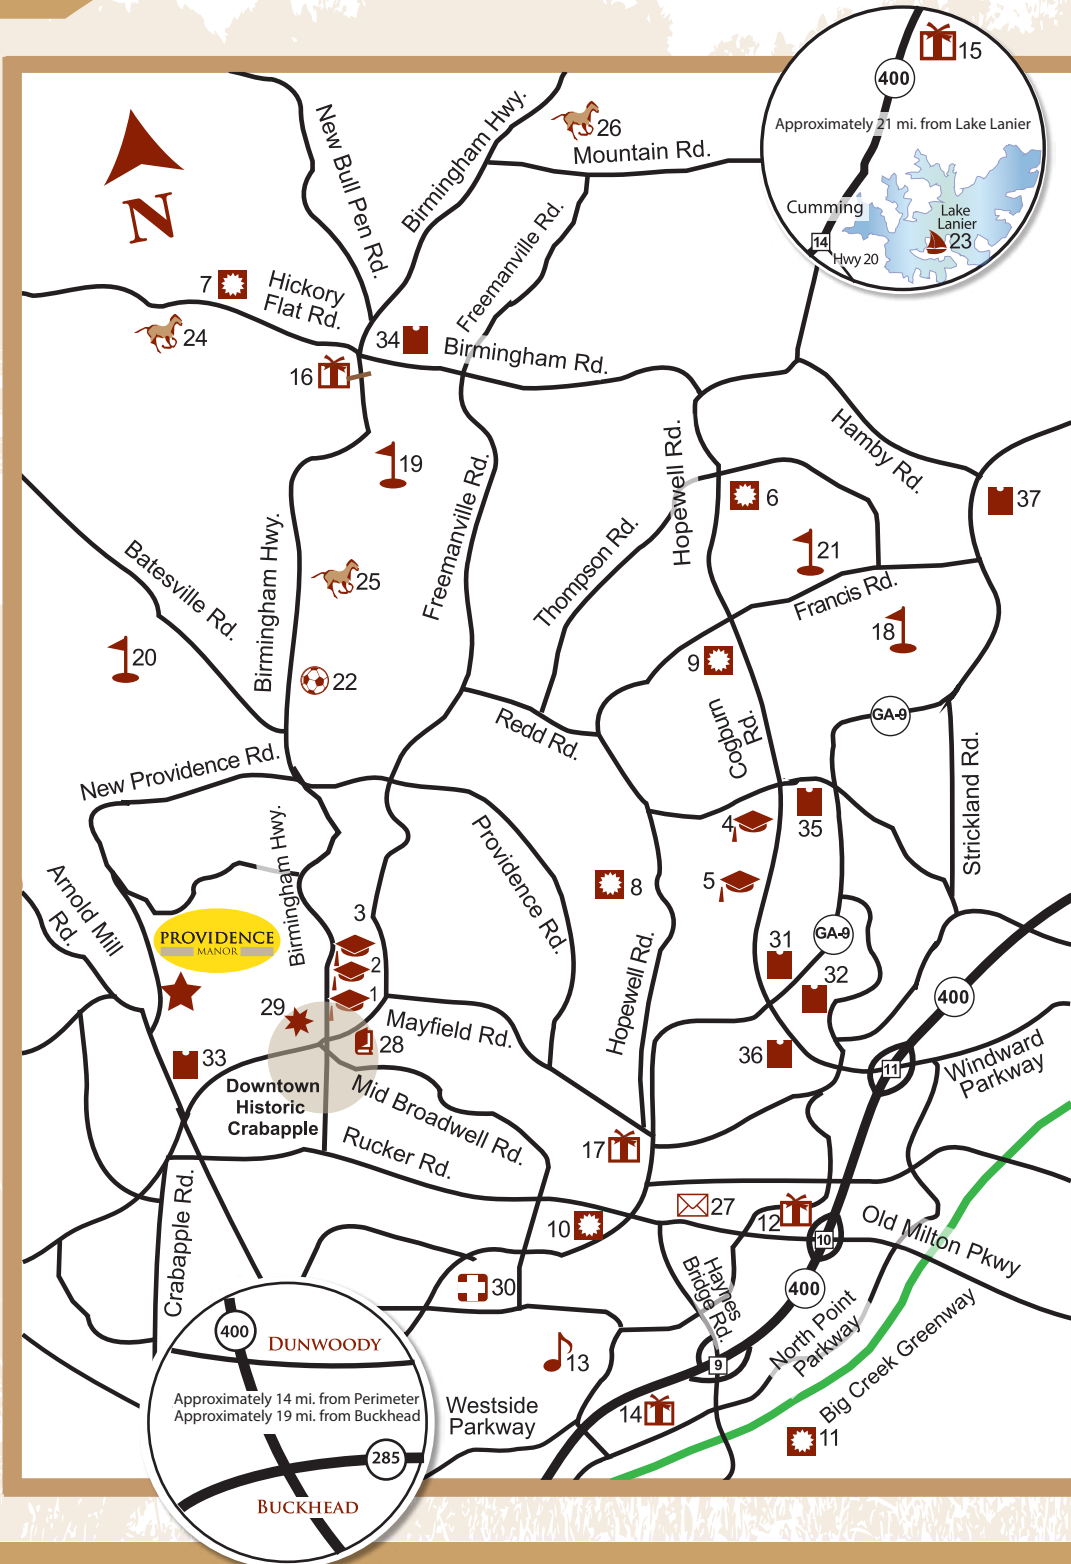 15
400
Approximately 21 mi. from Lake Lanier
Cumming
Lake
Lanier
23
14
Hwy 20
N
New Bull Pen Rd.
Birmingham Hwy.
26
Mountain Rd.
Freemanville Rd.
7
Hickory
Flat Rd.
24
34
Birmingham Rd.
16
19
Hamby Rd.
Hopewell Rd.
6
37
Freemanville Rd.
21
Thompson Rd.
Batesville Rd.
Birmingham Hwy.
25
Francis Rd.
18
20
22
9
Cogburn
Rd.
GA-9
Redd Rd.
New Providence Rd.
Strickland Rd.
4
35
Providence Rd.
Birmingham Hwy.
5
8
Arnold Mill
Rd.
3
PROVIDENCE
MANOR
2
1
GA-9
31
32
400
29
Hopewell Rd.
Mayfield Rd.
28
36
33
11
Windward
Parkway
Downtown
Historic
Crabapple
Mid Broadwell Rd.
Rucker Rd.
17
27
12
10
10
Old Milton Pkwy
Crabapple Rd.
Haynes
Bridge Rd.
400
30
North Point
Parkway
Big Creek Greenway
13
9
Westside
Parkway
14
11
400
DUNWOODY
Approximately 14 mi. from Perimeter
Approximately 19 mi. from Buckhead
285
BUCKHEAD